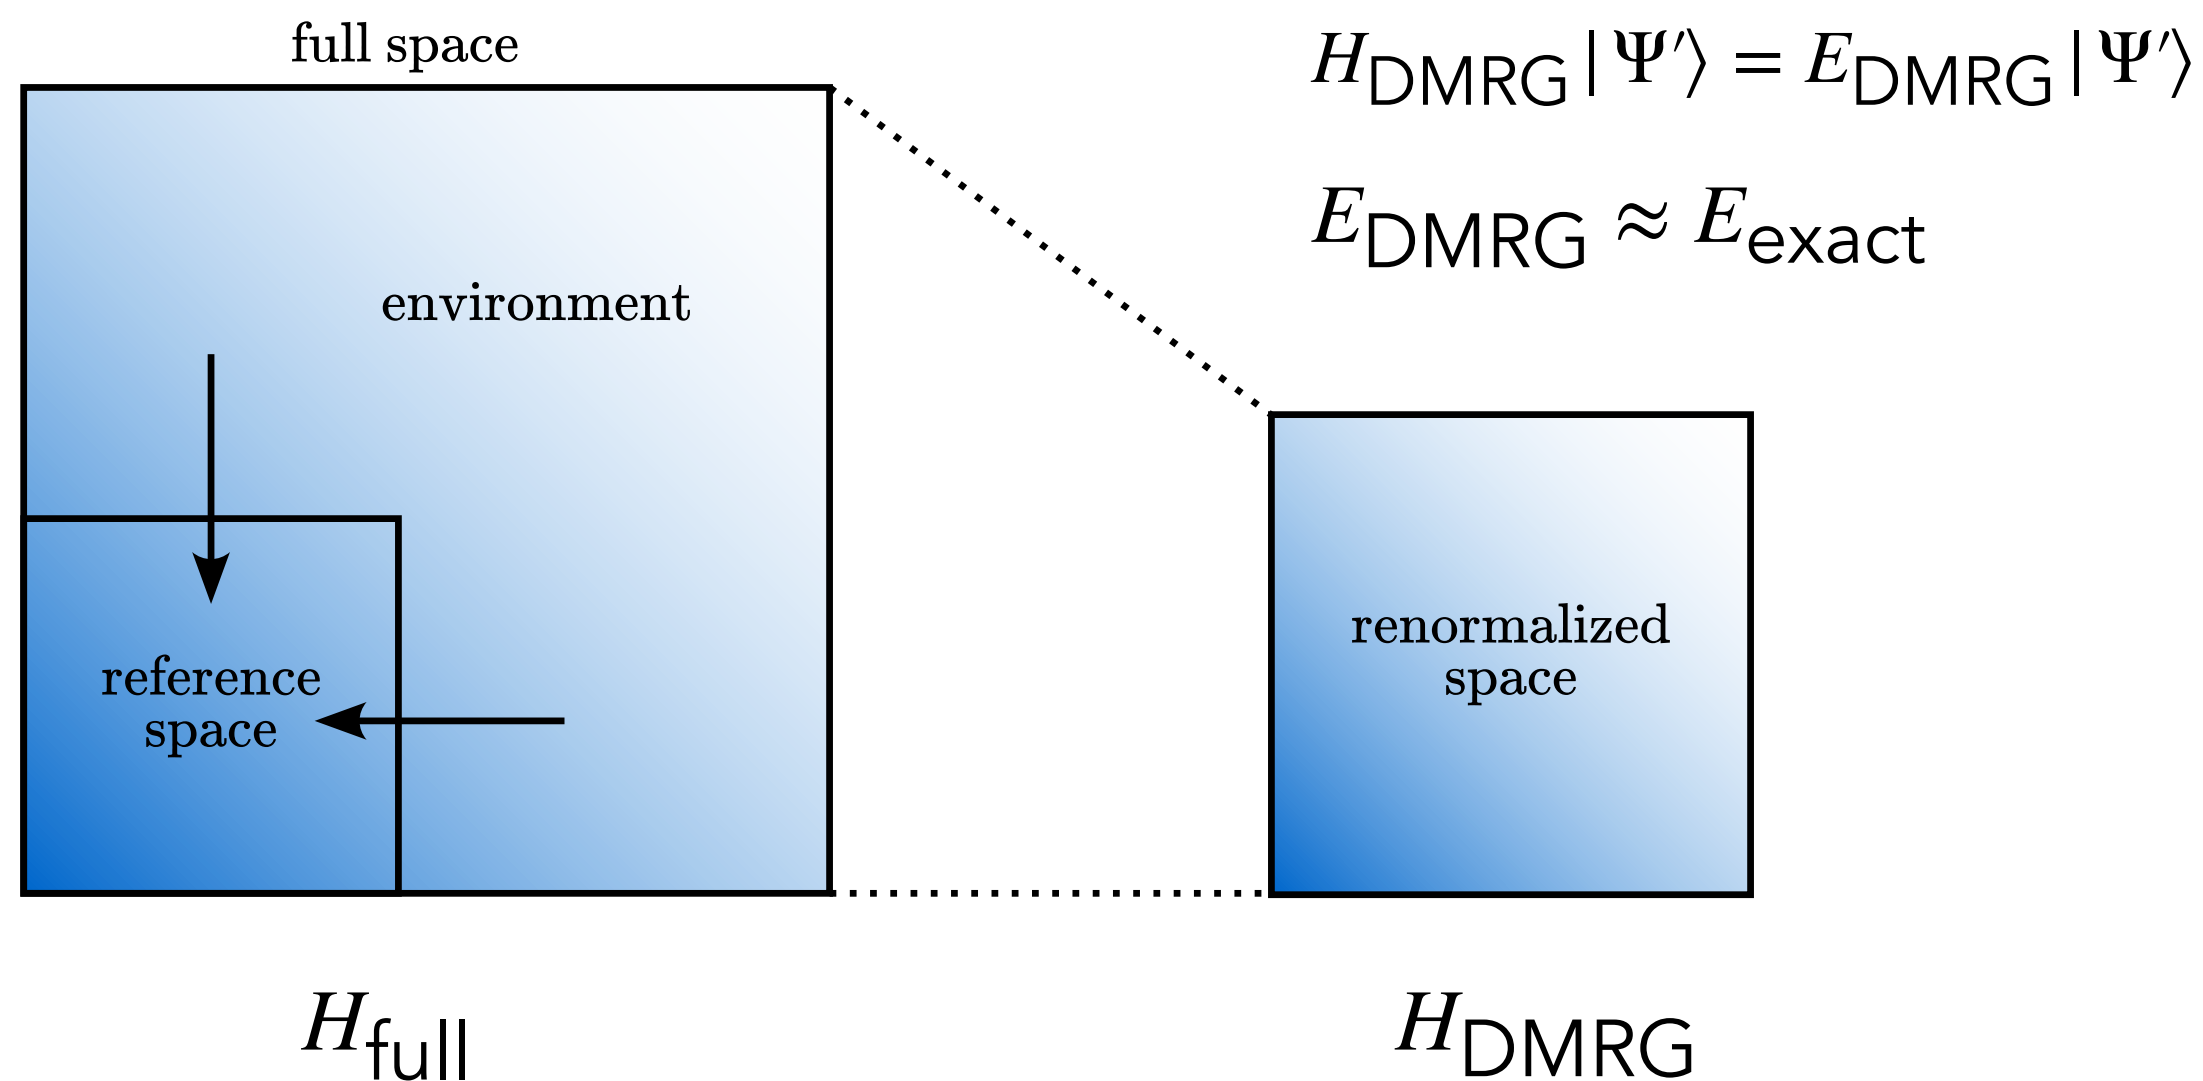 full space
environment
reference
space
H_full
H_DMRG |Ψ′⟩ = E_DMRG |Ψ′⟩
E_DMRG ≈ E_exact
renormalized
space
H_DMRG